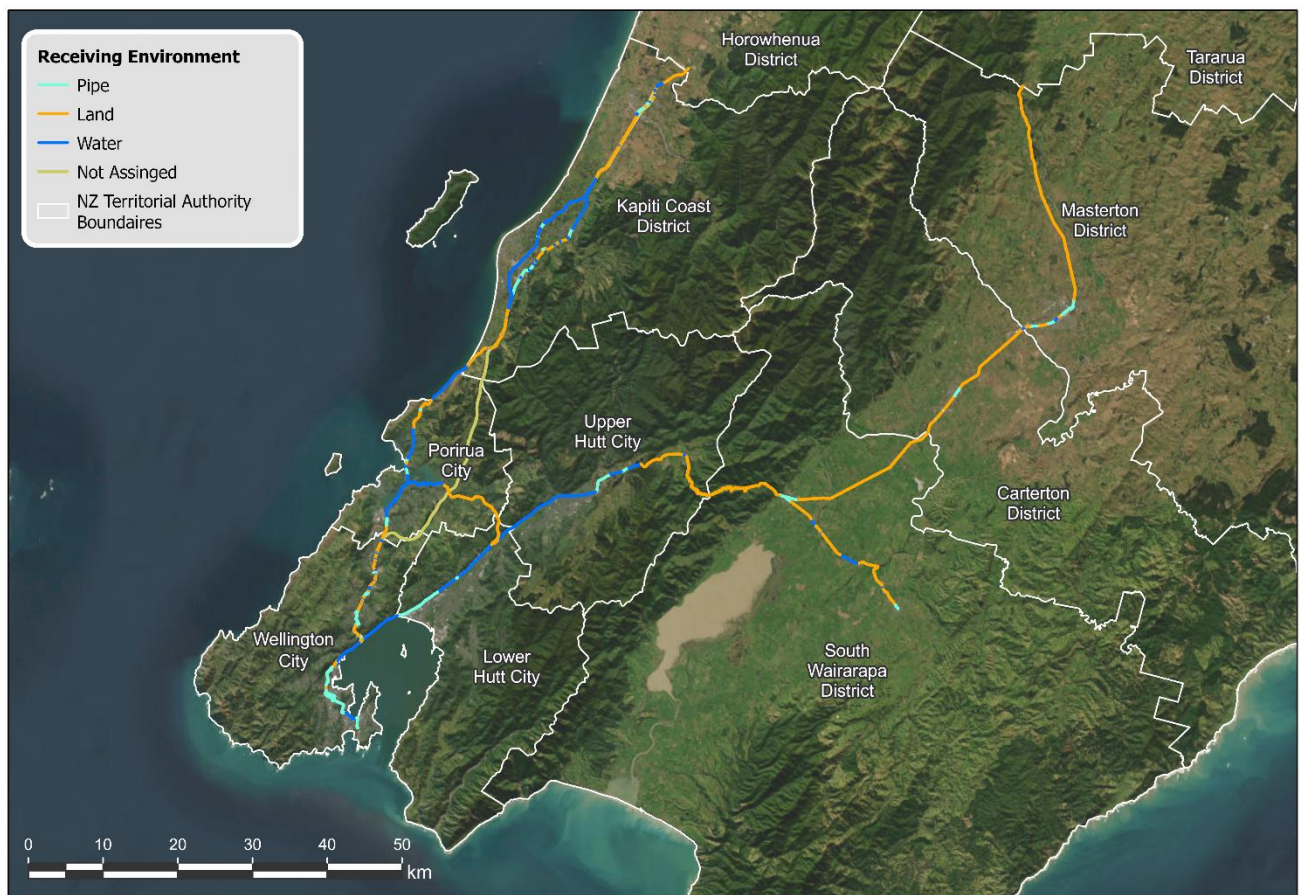 Receiving Environment
Pipe
Land
Water
Not Assinged
NZ Territorial Authority
Boundaires
Horowhenua
District
Tararua
District
Kapiti Coast
District
Masterton
District
Upper
Hutt City
Porirua
City
Carterton
District
Wellington
City
Lower
Hutt City
South
Wairarapa
District
0 10 20 30 40 50
km